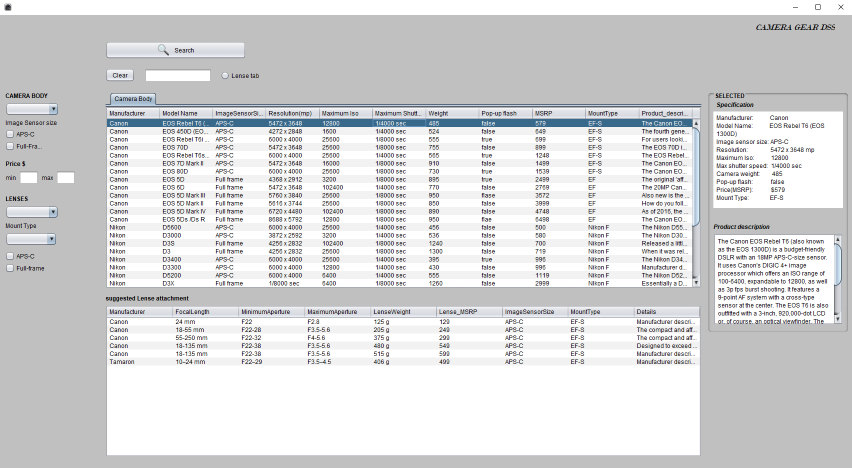 CAMERA GEAR DSS
Search
Clear
Lense tab
CAMERA BODY
Image Sensor size
APS-C
Full-Fra...
Price $
min max
LENSES
Mount Type
APS-C
Full-frame
Camera Body
Manufacturer Model Name ImageSensorSi... Resolution(mp) Maximum Iso Maximum Shutt... Weight Pop-up flash MSRP MountType Product_descri...
Canon EOS Rebel T6 (... APS-C 5472 x 3648 12800 1/4000 sec 485 false 579 EF-S The Canon EO...
Canon EOS 450D (EO... APS-C 4272 x 2848 1600 1/4000 sec 524 false 649 EF-S The fourth gene...
Canon EOS Rebel T6i ... APS-C 6000 x 4000 25600 1/4000 sec 555 true 699 EF-S For users looki...
Canon EOS 70D APS-C 5472 x 3648 25600 1/4000 sec 755 false 899 EF-S The EOS 70D i...
Canon EOS Rebel T6s... APS-C 6000 x 4000 25600 1/4000 sec 565 true 1248 EF-S The EOS Rebel...
Canon EOS 7D Mark II APS-C 5472 x 3648 12800 1/4000 sec 910 false 1499 EF-S The Canon EO...
Canon EOS 80D APS-C 6000 x 4000 25600 1/4000 sec 730 true 1539 EF-S The Canon EO...
Canon EOS 5D Full frame 4368 x 2912 3200 1/4000 sec 895 true 2499 EF The original 'aff...
Canon EOS 6D Full frame 5472 x 3648 102400 1/4000 sec 770 false 2769 EF The 20MP Can...
Canon EOS 5D Mark III Full frame 5760 x 3840 25600 1/4000 sec 950 flase 3572 EF Also new is the...
Canon EOS 5D Mark II Full frame 5616 x 3744 25600 1/4000 sec 850 false 3999 EF How do you foll...
Canon EOS 5D Mark IV Full frame 6720 x 4480 102400 1/4000 sec 890 false 4748 EF As of 2016, the ...
Canon EOS 5Ds /Ds R Full frame 8688 x 5792 12800 1/4000 sec 950 flase 6498 EF The Canon EO...
Nikon D5600 APS-C 6000 x 4000 25600 1/4000 sec 456 false 500 Nikon F The Nikon D55...
Nikon D3000 APS-C 3872 x 2592 3200 1/4000 sec 536 false 580 Nikon F The Nikon D30...
Nikon D3S Full frame 4256 x 2832 102400 1/4000 sec 1240 false 700 Nikon F Released a littl...
Nikon D3 Full frame 4256 x 2832 25600 1/4000 sec 1300 false 971 Nikon F When it was rel...
Nikon D3400 APS-C 6000 x 4000 25600 1/4000 sec 395 true 996 Nikon F The Nikon D34...
Nikon D3300 APS-C 6000 x 4000 12800 1/4000 sec 430 false 996 Nikon F Manufacturer d...
Nikon D5200 APS-C 6000 x 4000 6400 1/4000 sec 555 false 1119 Nikon F The Nikon D52...
Nikon D3X Full frame 1/8000 sec 6400 1/4000 sec 1260 false 2999 Nikon F Essentially a D...
suggested Lense attachment
Manufacturer FocalLength MinimumAperture MaximumAperture LenseWeight Lense_MSRP ImageSensorSize MountType Details
Canon 24 mm F22 F2.8 125 g 129 APS-C EF-S Manufacturer descri...
Canon 18-55 mm F22-28 F3.5-5.6 205 g 249 APS-C EF-S The compact and aff...
Canon 55-250 mm F22-32 F4-5.6 375 g 299 APS-C EF-S The compact and aff...
Canon 18-135 mm F22-38 F3.5-5.6 480 g 549 APS-C EF-S Designed to exceed ...
Canon 18-135 mm F22-38 F3.5-5.6 515 g 599 APS-C EF-S Manufacturer descri...
Tamaron 10–24 mm F22–29 F3.5–4.5 406 g 499 APS-C EF-S Manufacturer descri...
SELECTED
Specification
Manufacturer: Canon
Model Name: EOS Rebel T6 (EOS
1300D)
Image sensor size: APS-C
Resolution: 5472 x 3648 mp
Maximum Iso: 12800
Max shutter speed: 1/4000 sec
Camera weight: 485
Pop-up flash: false
Price(MSRP): $579
Mount Type: EF-S
Product description
The Canon EOS Rebel T6 (also known
as the EOS 1300D) is a budget-friendly
DSLR with an 18MP APS-C-size sensor.
It uses Canon's DIGIC 4+ image
processor which offers an ISO range of
100-6400, expandable to 12800, as well
as 3p fps burst shooting. It features a
9-point AF system with a cross-type
sensor at the center. The EOS T6 is also
outfitted with a 3-inch, 920,000-dot LCD
or, of course, an optical viewfinder. The